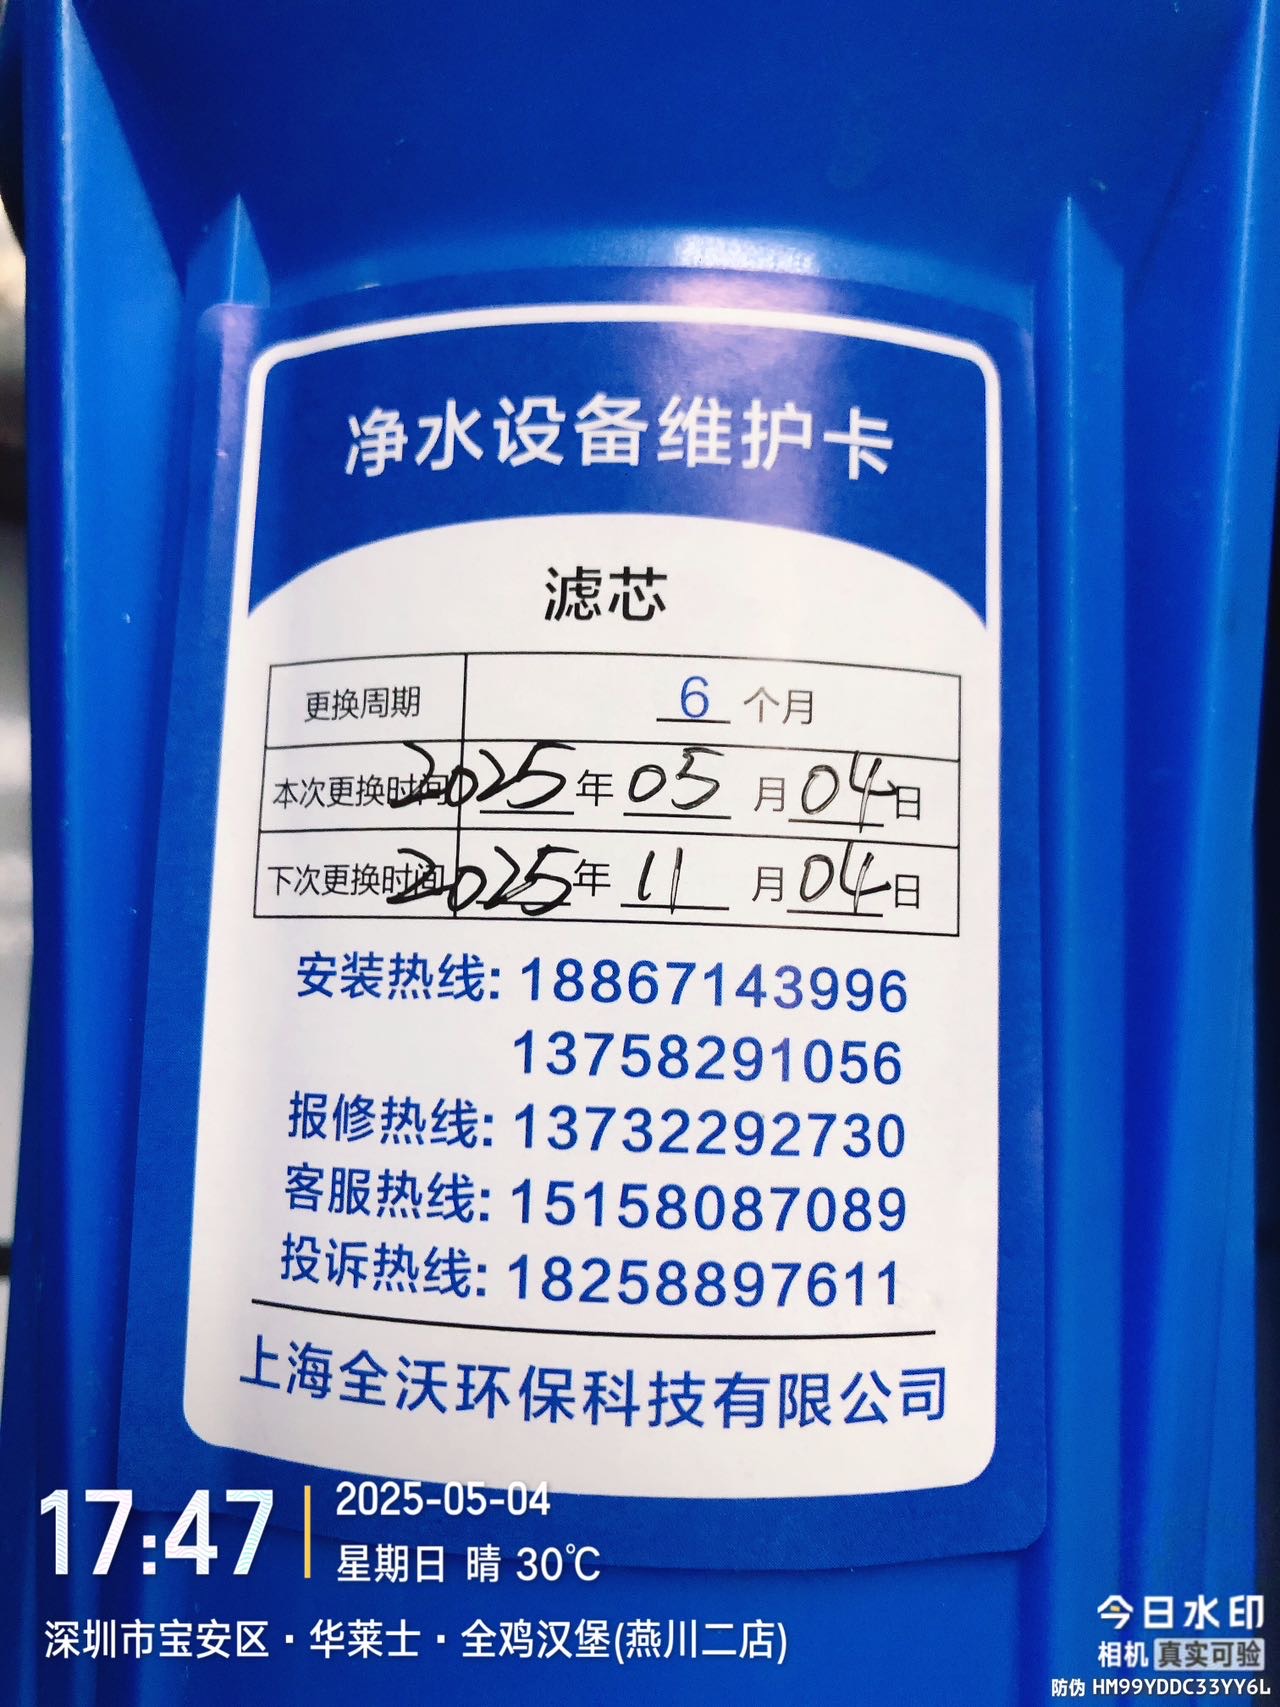 净水设备维护卡
滤芯
更换周期 6 个月
本次更换时间 2025 年 05 月 04 日
下次更换时间 2025 年 11 月 04 日
安装热线: 18867143996
13758291056
报修热线: 13732292730
客服热线: 15158087089
投诉热线: 18258897611
上海全沃环保科技有限公司
17:47
2025-05-04
星期日 晴 30℃
深圳市宝安区·华莱士·全鸡汉堡(燕川二店)
今日水印
相机 真实可验
防伪 HM99YDDC33YY6L